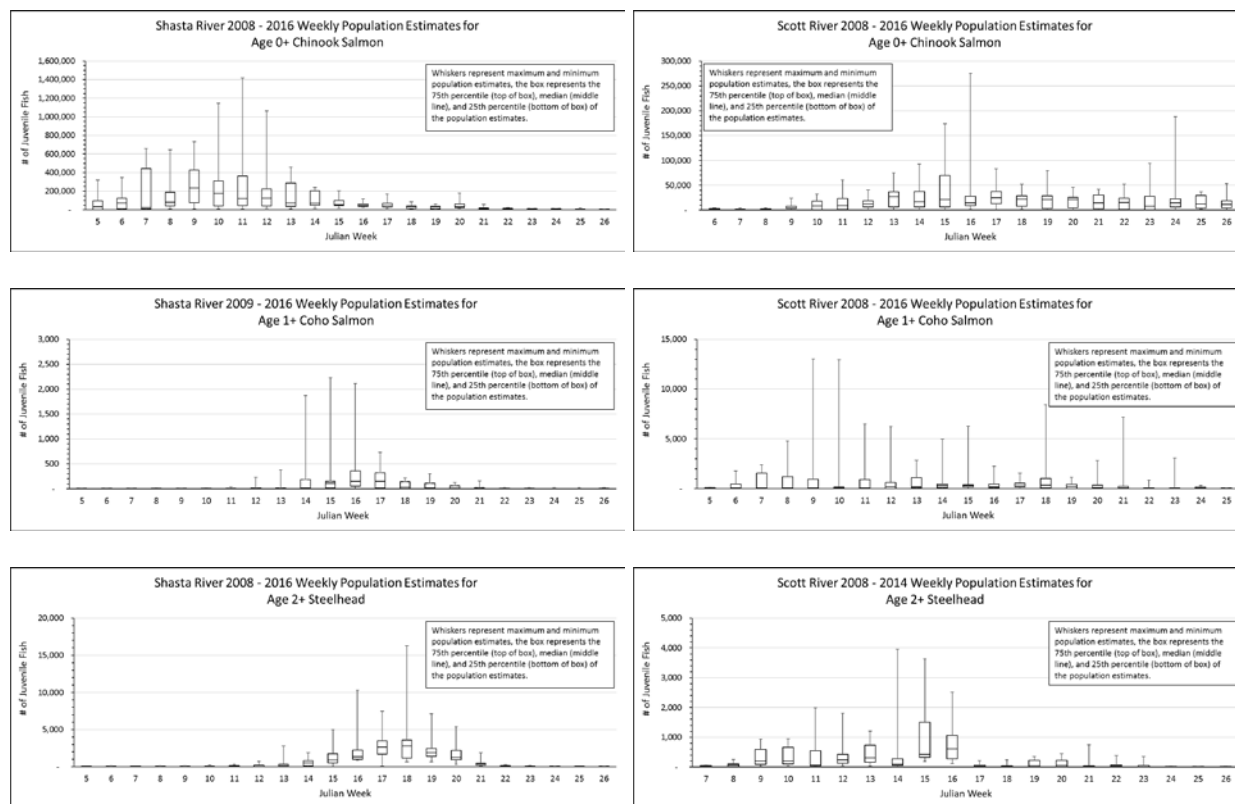 Shasta River 2008 - 2016 Weekly Population Estimates for
Age 0+ Chinook Salmon
# of Juvenile Fish
1,600,000
1,400,000
1,200,000
1,000,000
800,000
600,000
400,000
200,000
-
Whiskers represent maximum and minimum
population estimates, the box represents the
75th percentile (top of box), median (middle
line), and 25th percentile (bottom of box) of
the population estimates.
5 6 7 8 9 10 11 12 13 14 15 16 17 18 19 20 21 22 23 24 25 26
Julian Week
Scott River 2008 - 2016 Weekly Population Estimates for
Age 0+ Chinook Salmon
# of Juvenile Fish
300,000
250,000
200,000
150,000
100,000
50,000
-
Whiskers represent maximum and minimum
population estimates, the box represents the
75th percentile (top of box), median (middle
line), and 25th percentile (bottom of box) of
the population estimates.
6 7 8 9 10 11 12 13 14 15 16 17 18 19 20 21 22 23 24 25 26
Julian Week
Shasta River 2009 - 2016 Weekly Population Estimates for
Age 1+ Coho Salmon
# of Juvenile Fish
3,000
2,500
2,000
1,500
1,000
500
-
Whiskers represent maximum and minimum
population estimates, the box represents the
75th percentile (top of box), median (middle
line), and 25th percentile (bottom of box) of
the population estimates.
5 6 7 8 9 10 11 12 13 14 15 16 17 18 19 20 21 22 23 24 25 26
Julian Week
Scott River 2008 - 2016 Weekly Population Estimates for
Age 1+ Coho Salmon
# of Juvenile Fish
15,000
10,000
5,000
-
Whiskers represent maximum and minimum
population estimates, the box represents the
75th percentile (top of box), median (middle
line), and 25th percentile (bottom of box) of
the population estimates.
5 6 7 8 9 10 11 12 13 14 15 16 17 18 19 20 21 22 23 24 25
Julian Week
Shasta River 2008 - 2016 Weekly Population Estimates for
Age 2+ Steelhead
# of Juvenile Fish
20,000
15,000
10,000
5,000
-
Whiskers represent maximum and minimum
population estimates, the box represents the
75th percentile (top of box), median (middle
line), and 25th percentile (bottom of box) of
the population estimates.
5 6 7 8 9 10 11 12 13 14 15 16 17 18 19 20 21 22 23 24 25 26
Julian Week
Scott River 2008 - 2014 Weekly Population Estimates for
Age 2+ Steelhead
# of Juvenile Fish
5,000
4,000
3,000
2,000
1,000
-
Whiskers represent maximum and minimum
population estimates, the box represents the
75th percentile (top of box), median (middle
line), and 25th percentile (bottom of box) of
the population estimates.
7 8 9 10 11 12 13 14 15 16 17 18 19 20 21 22 23 24 25 26
Julian Week